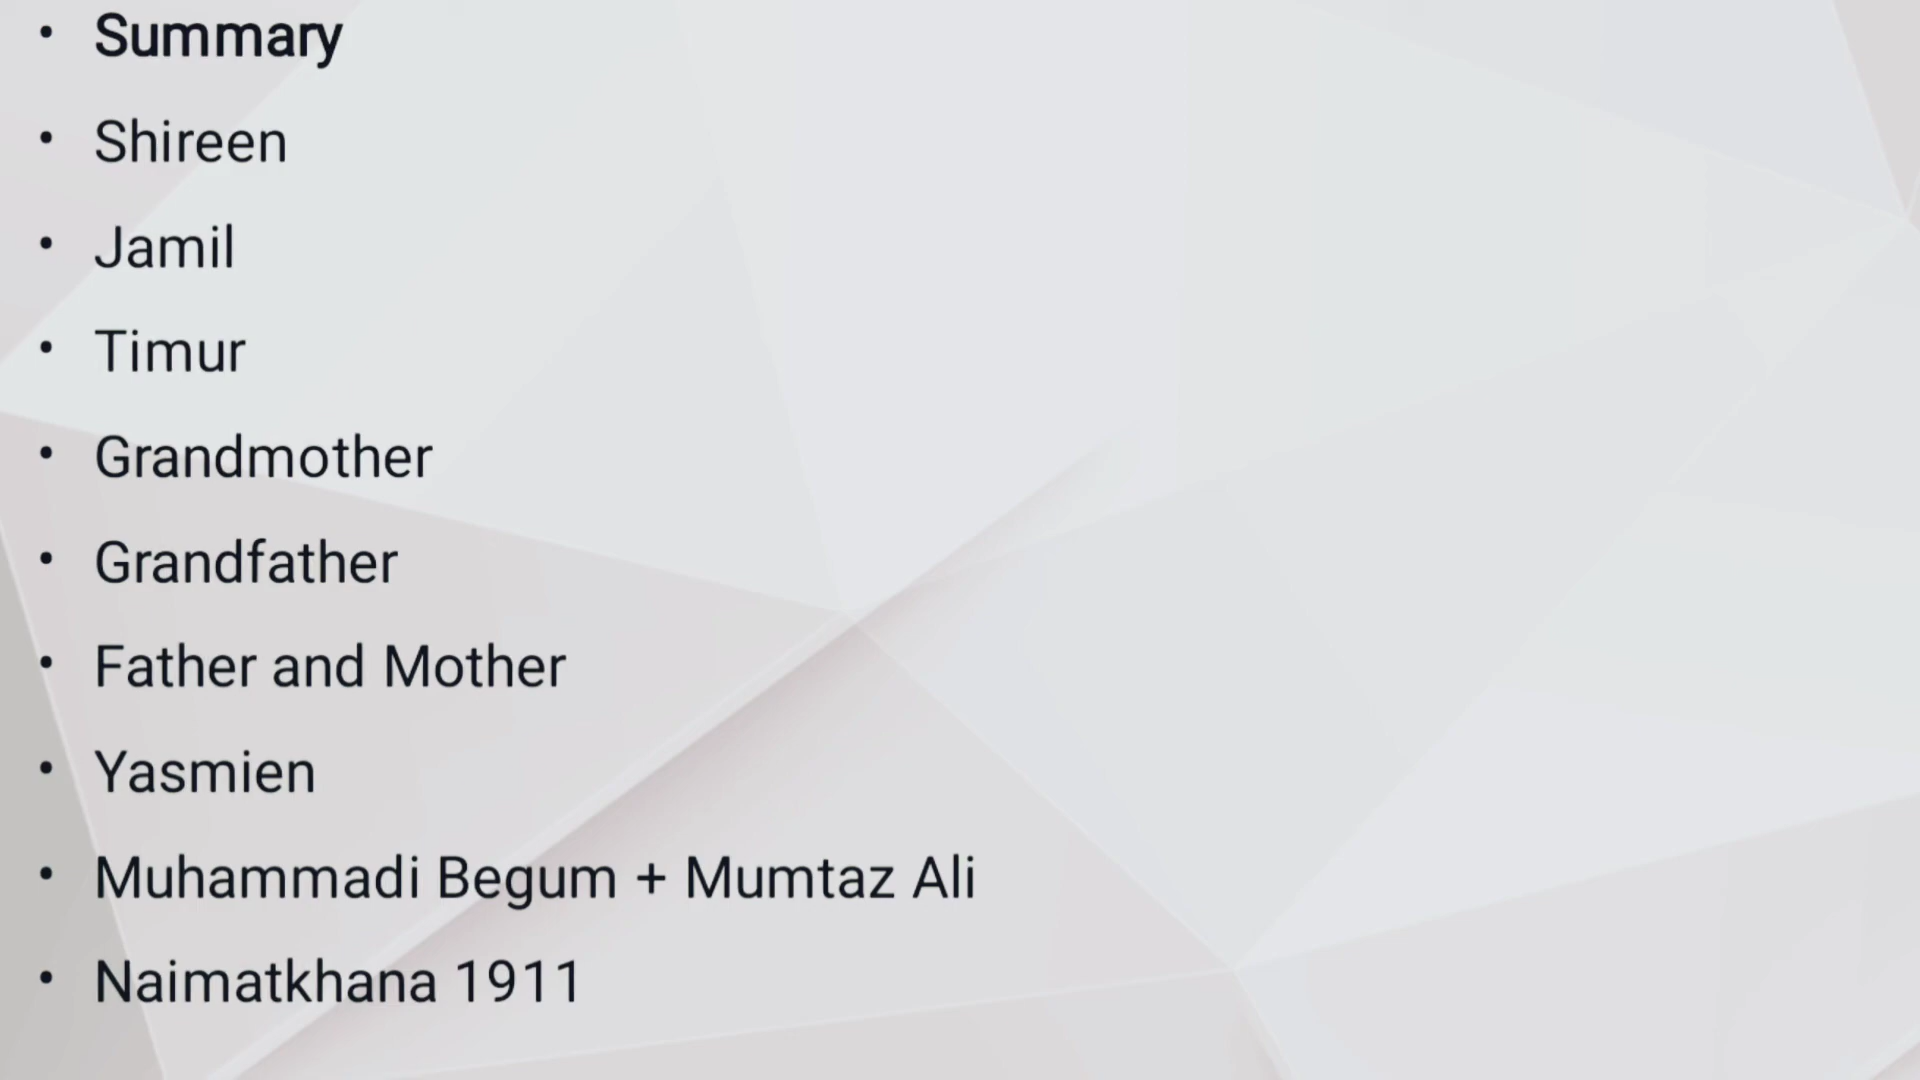 • Summary
• Shireen
• Jamil
• Timur
• Grandmother
• Grandfather
• Father and Mother
• Yasmien
• Muhammadi Begum + Mumtaz Ali
• Naimatkhana 1911